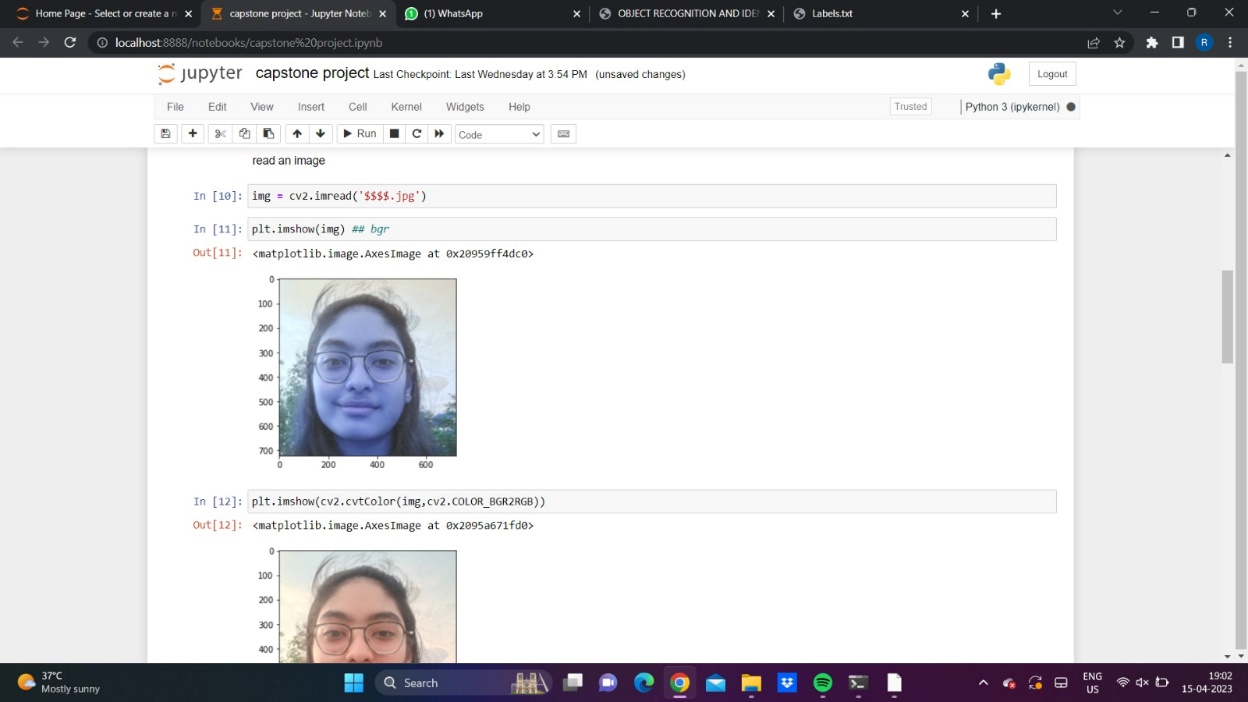 Home Page - Select or create a n
capstone project - Jupyter Noteb
(1) WhatsApp
OBJECT RECOGNITION AND IDE
Labels.txt
localhost:8888/notebooks/capstone%20project.ipynb
R
jupyter capstone project Last Checkpoint: Last Wednesday at 3:54 PM (unsaved changes)
Logout
File Edit View Insert Cell Kernel Widgets Help
Trusted
Python 3 (ipykernel)
Run
Code
read an image
In [10]: img = cv2.imread('$$$$.jpg')
In [11]: plt.imshow(img) ## bgr
Out[11]: <matplotlib.image.AxesImage at 0x20959ff4dc0>
0
100
200
300
400
500
600
700
0 200 400 600
In [12]: plt.imshow(cv2.cvtColor(img,cv2.COLOR_BGR2RGB))
Out[12]: <matplotlib.image.AxesImage at 0x2095a671fd0>
0
100
200
300
400
37°C
Mostly sunny
Search
ENG
US
19:02
15-04-2023